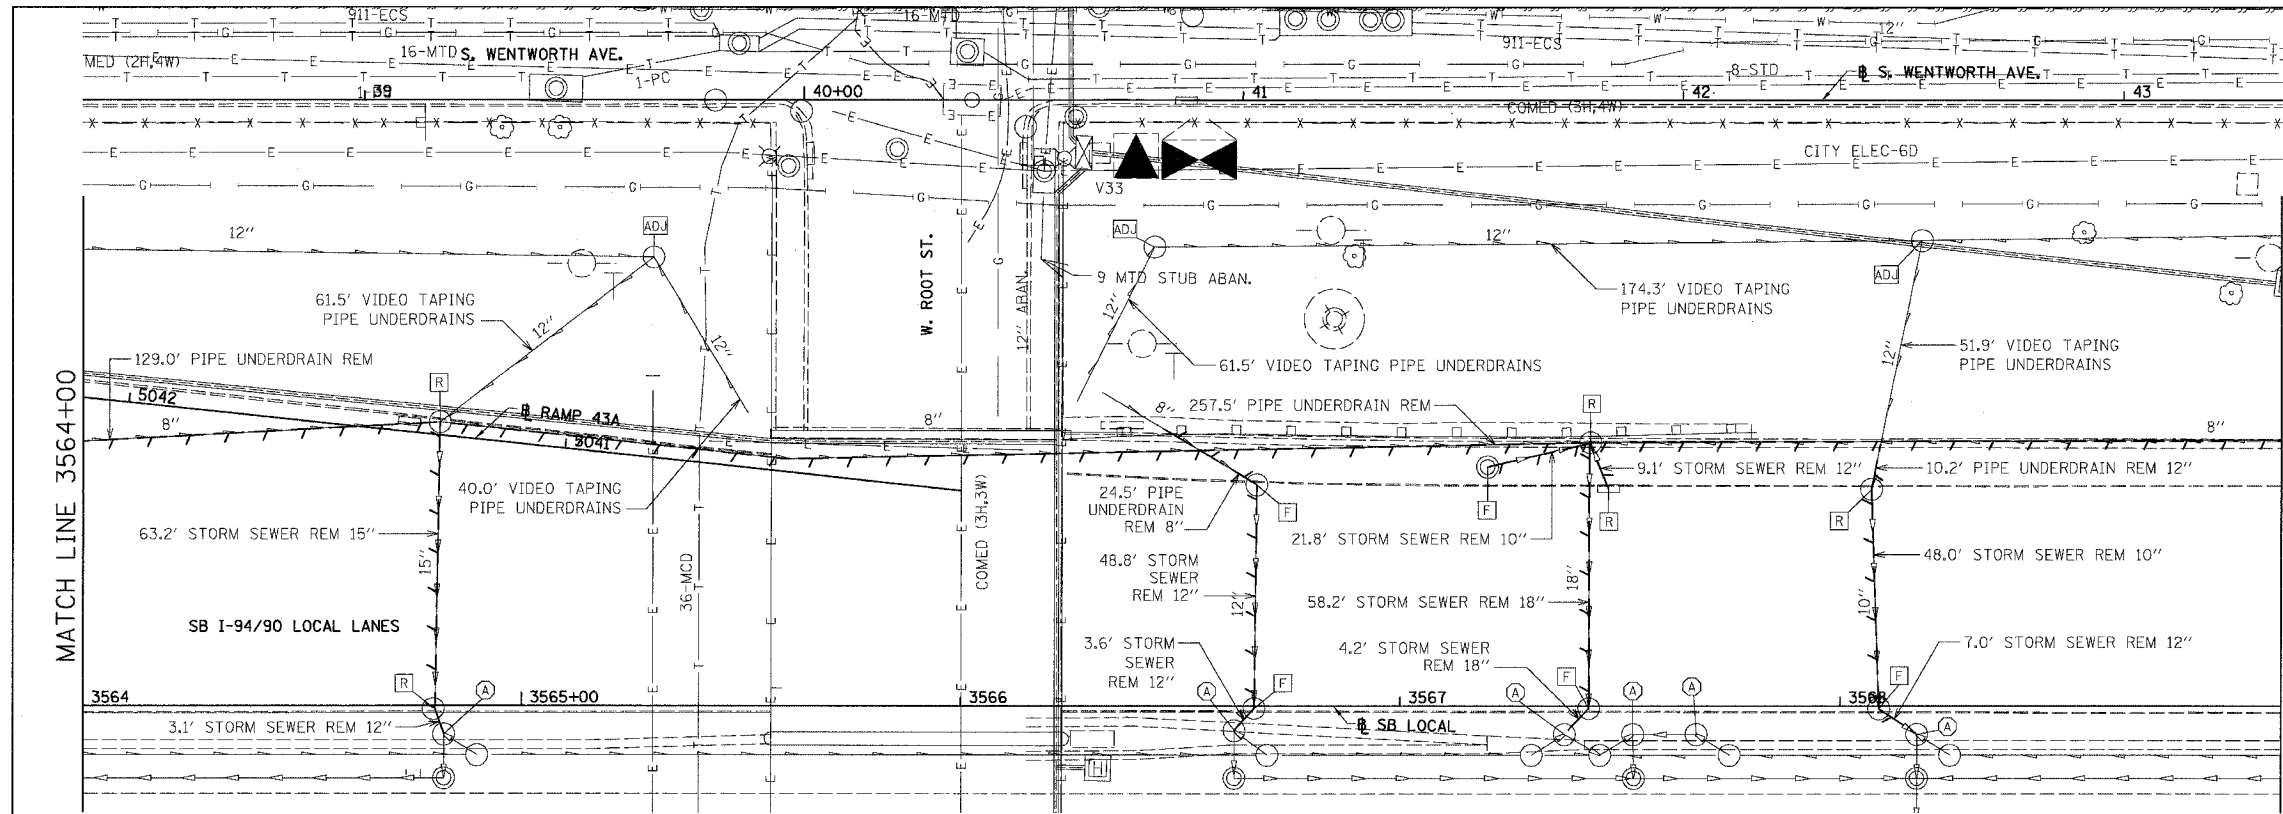 911-ECS
16-MTD
12"
911-ECS
16-MTD
S. WENTWORTH AVE.
MED (2H,4W)
1-PC
8-STD
℄ S. WENTWORTH AVE.
39
40+00
41
42
43
COMED (3H,4W)
CITY ELEC-6D
V33
12"
ADJ
ADJ
12"
ADJ
W. ROOT ST.
12" ABAN.
9 MTD STUB ABAN.
61.5' VIDEO TAPING
PIPE UNDERDRAINS
12"
12"
12"
174.3' VIDEO TAPING
PIPE UNDERDRAINS
129.0' PIPE UNDERDRAIN REM
61.5' VIDEO TAPING PIPE UNDERDRAINS
12"
51.9' VIDEO TAPING
PIPE UNDERDRAINS
MATCH LINE 3564+00
R
5042
8"
℄ RAMP 43A
5041
8"
8"
257.5' PIPE UNDERDRAIN REM
R
8"
40.0' VIDEO TAPING
PIPE UNDERDRAINS
24.5' PIPE
UNDERDRAIN
REM 8"
F
F
9.1' STORM SEWER REM 12"
R
10.2' PIPE UNDERDRAIN REM 12"
R
63.2' STORM SEWER REM 15"
15"
36-MCD
COMED (3H,3W)
21.8' STORM SEWER REM 10"
48.8' STORM
SEWER
REM 12"
12"
58.2' STORM SEWER REM 18"
18"
48.0' STORM SEWER REM 10"
10"
SB I-94/90 LOCAL LANES
3.6' STORM
SEWER
REM 12"
4.2' STORM SEWER
REM 18"
7.0' STORM SEWER REM 12"
R
A
A
F
A
F
A
A
F
A
3564
3565+00
3566
3567
3568
3.1' STORM SEWER REM 12"
℄ SB LOCAL
H